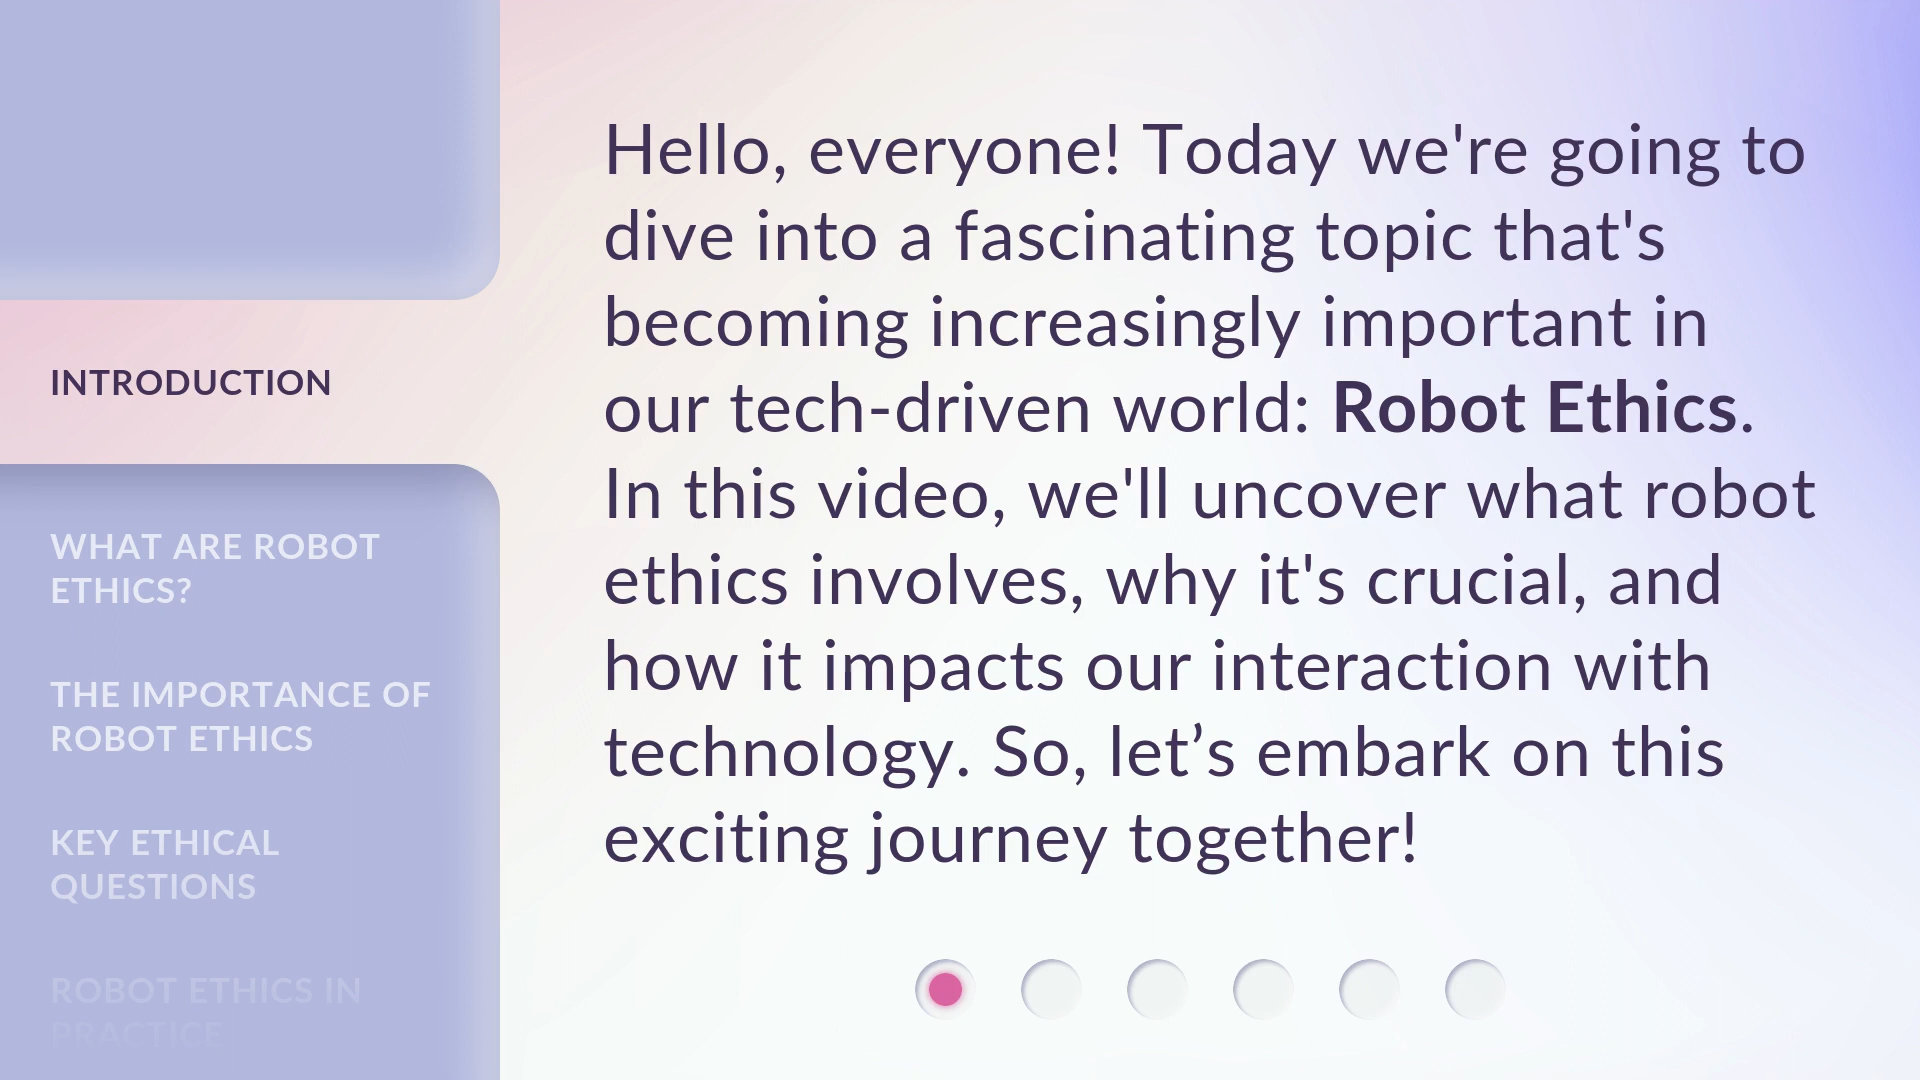 INTRODUCTION
WHAT ARE ROBOT
ETHICS?
THE IMPORTANCE OF
ROBOT ETHICS
KEY ETHICAL
QUESTIONS
ROBOT ETHICS IN
PRACTICE
Hello, everyone! Today we're going to
dive into a fascinating topic that's
becoming increasingly important in
our tech-driven world: Robot Ethics.
In this video, we'll uncover what robot
ethics involves, why it's crucial, and
how it impacts our interaction with
technology. So, let’s embark on this
exciting journey together!